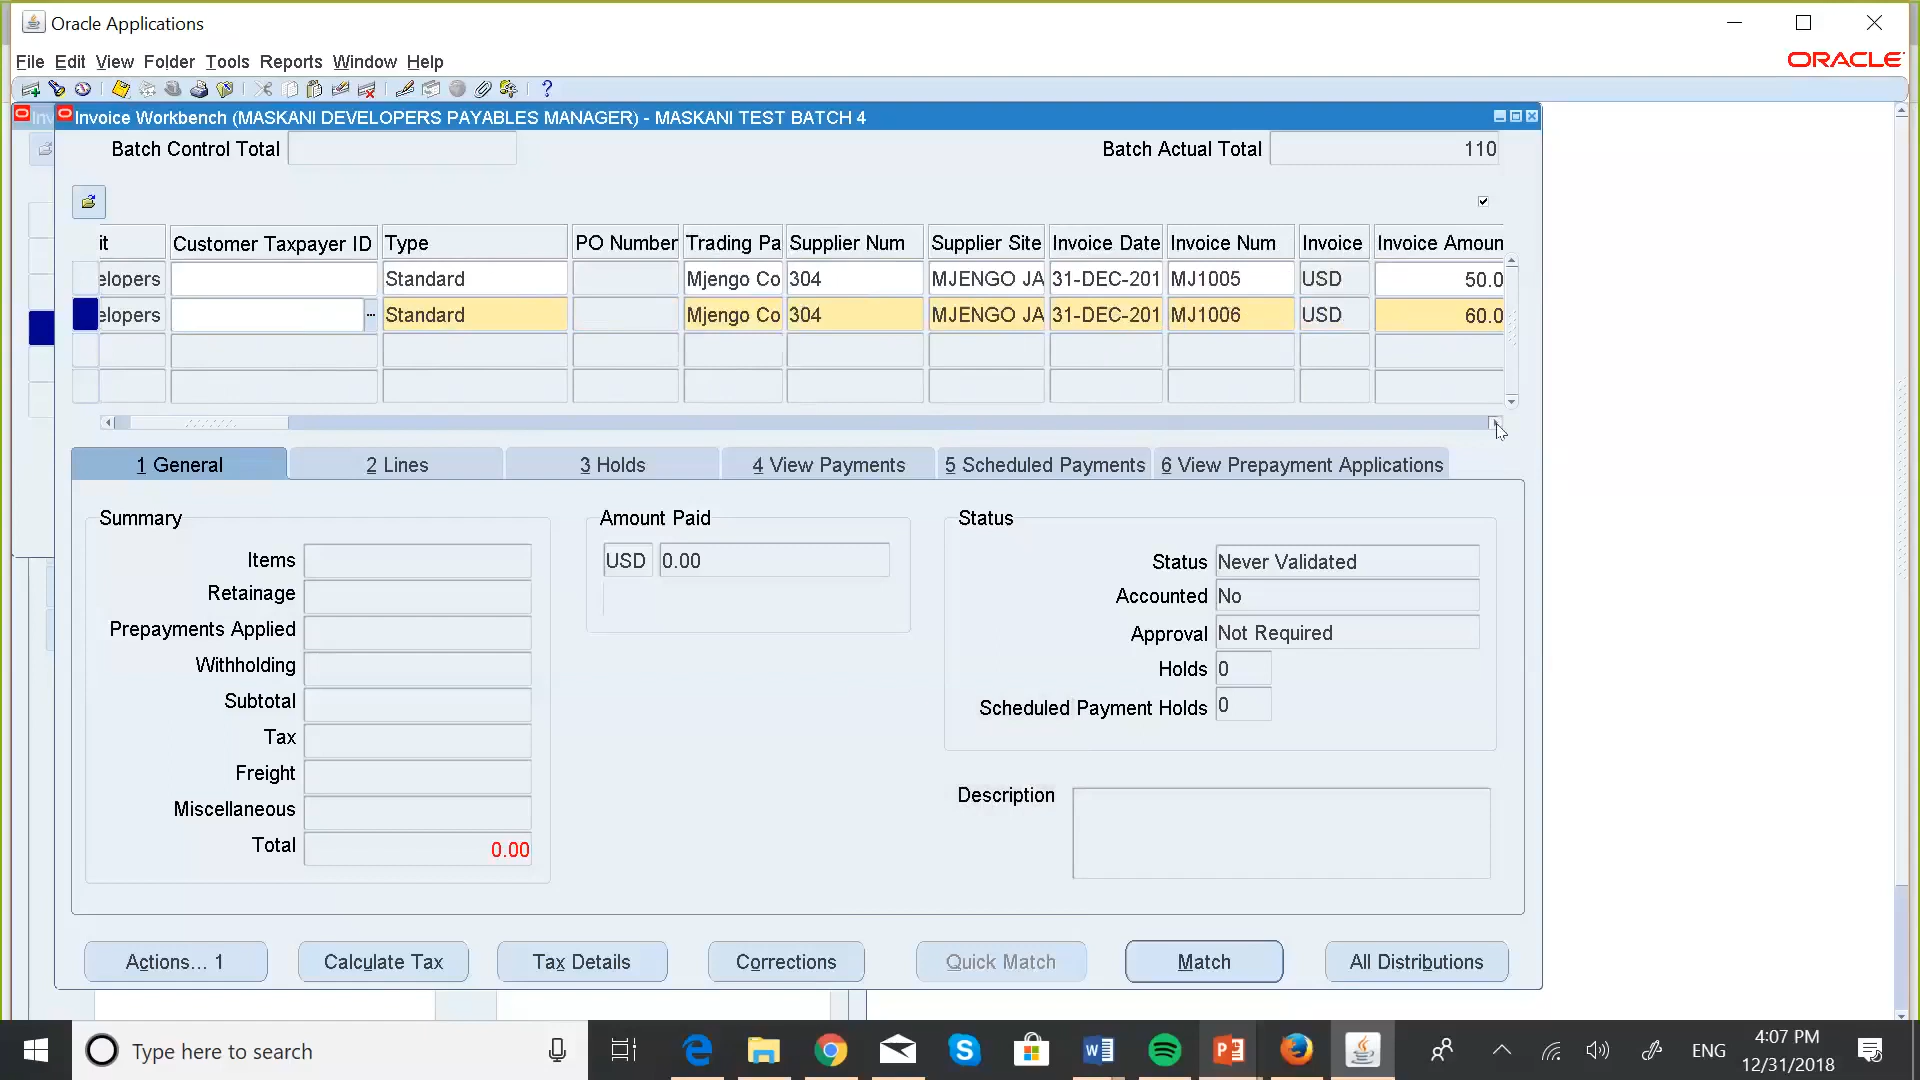 Oracle Applications
File Edit View Folder Tools Reports Window Help
ORACLE
Invoice Workbench (MASKANI DEVELOPERS PAYABLES MANAGER) - MASKANI TEST BATCH 4
Batch Control Total
Batch Actual Total 110
it Customer Taxpayer ID Type PO Number Trading Pa Supplier Num Supplier Site Invoice Date Invoice Num Invoice Invoice Amoun
elopers Standard Mjengo Co 304 MJENGO JA 31-DEC-201 MJ1005 USD 50.0
elopers ... Standard Mjengo Co 304 MJENGO JA 31-DEC-201 MJ1006 USD 60.0
1 General 2 Lines 3 Holds 4 View Payments 5 Scheduled Payments 6 View Prepayment Applications
Summary
Items
Retainage
Prepayments Applied
Withholding
Subtotal
Tax
Freight
Miscellaneous
Total 0.00
Amount Paid
USD 0.00
Status
Status Never Validated
Accounted No
Approval Not Required
Holds 0
Scheduled Payment Holds 0
Description
Actions... 1 Calculate Tax Tax Details Corrections Quick Match Match All Distributions
Type here to search
ENG
4:07 PM
12/31/2018